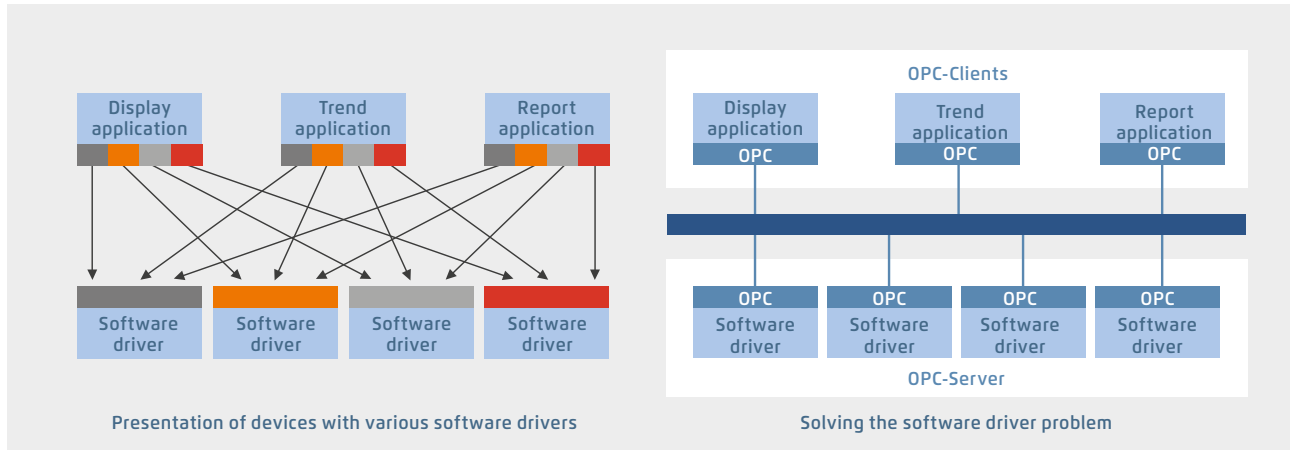 Display
application
Trend
application
Report
application
Software
driver
Software
driver
Software
driver
Software
driver
Presentation of devices with various software drivers
OPC-Clients
Display
application
OPC
Trend
application
OPC
Report
application
OPC
OPC
Software
driver
OPC
Software
driver
OPC
Software
driver
OPC
Software
driver
OPC-Server
Solving the software driver problem